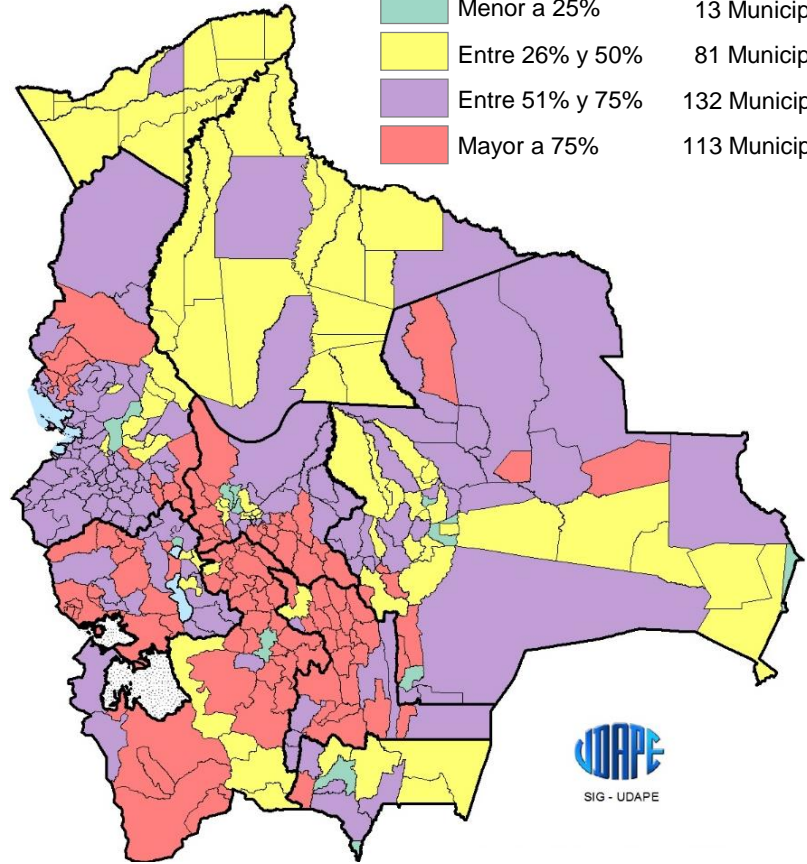 Menor a 25% 13 Municip
Entre 26% y 50% 81 Municip
Entre 51% y 75% 132 Municip
Mayor a 75% 113 Municip
UDAPE
SIG - UDAPE